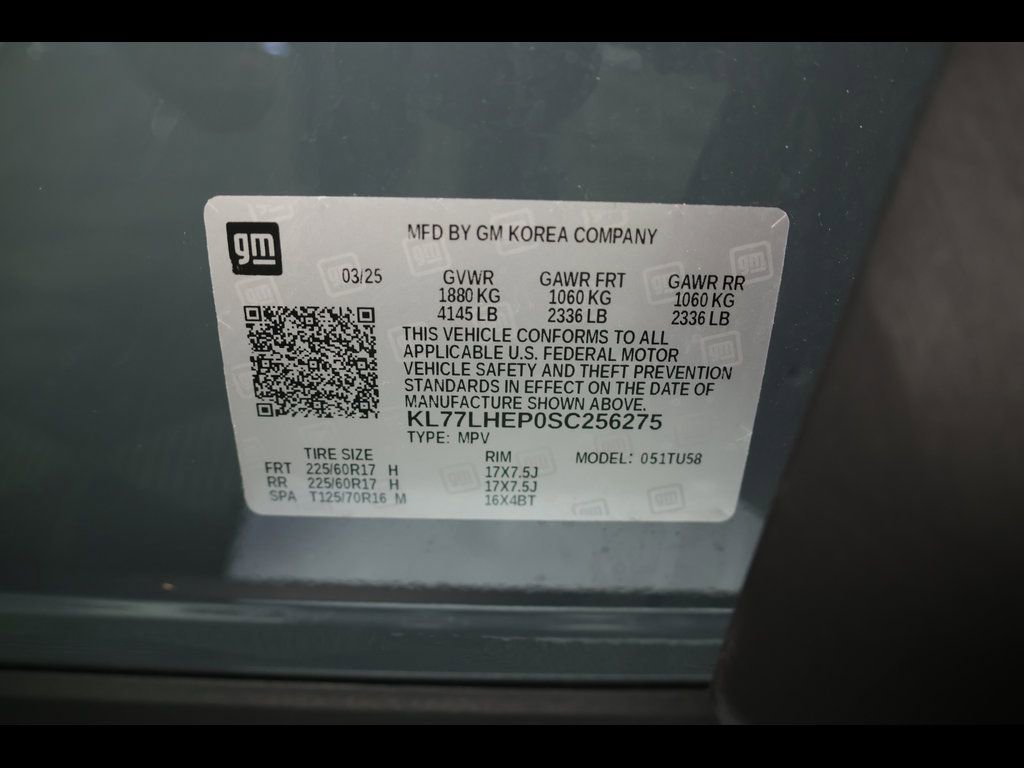 gm
MFD BY GM KOREA COMPANY
03/25 GVWR GAWR FRT GAWR RR
1880 KG 1060 KG 1060 KG
4145 LB 2336 LB 2336 LB
THIS VEHICLE CONFORMS TO ALL
APPLICABLE U.S. FEDERAL MOTOR
VEHICLE SAFETY AND THEFT PREVENTION
STANDARDS IN EFFECT ON THE DATE OF
MANUFACTURE SHOWN ABOVE.
KL77LHEP0SC256275
TYPE: MPV
TIRE SIZE RIM MODEL: 051TU58
FRT 225/60R17 H 17X7.5J
RR 225/60R17 H 17X7.5J
SPA T125/70R16 M 16X4BT